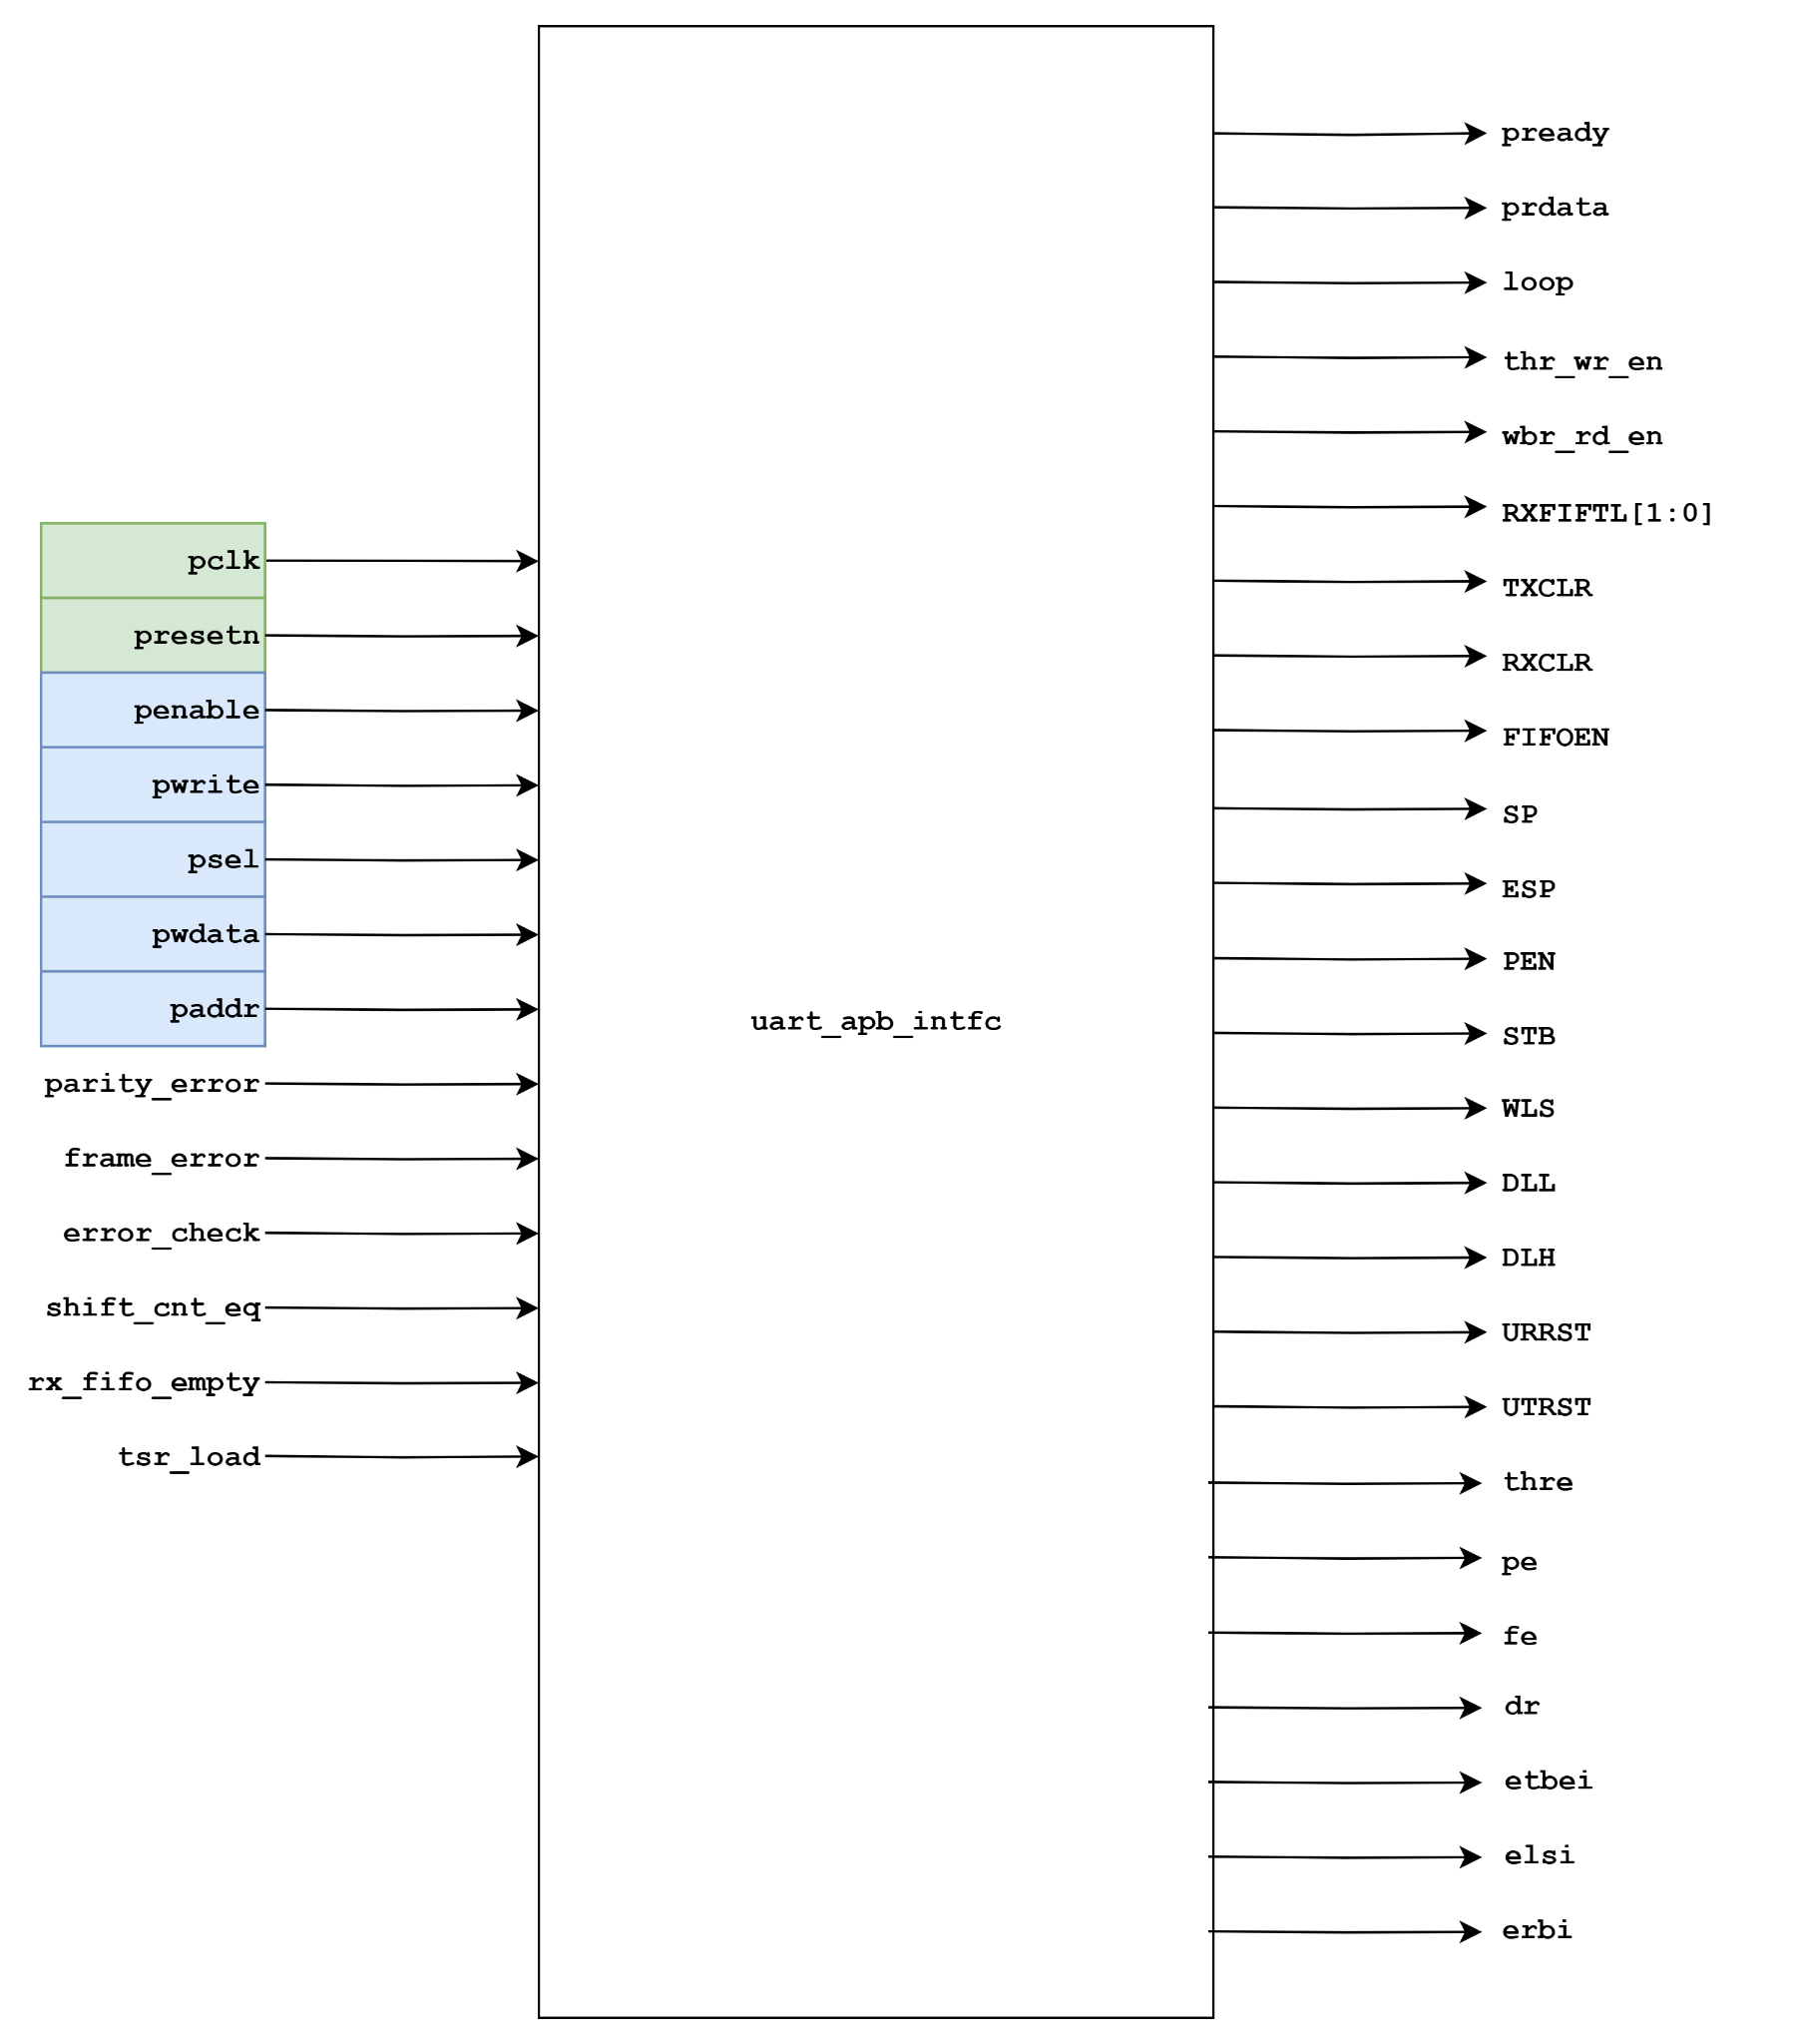 pclk
presetn
penable
pwrite
psel
pwdata
paddr
parity_error
frame_error
error_check
shift_cnt_eq
rx_fifo_empty
tsr_load
uart_apb_intfc
pready
prdata
loop
thr_wr_en
wbr_rd_en
RXFIFTL[1:0]
TXCLR
RXCLR
FIFOEN
SP
ESP
PEN
STB
WLS
DLL
DLH
URRST
UTRST
thre
pe
fe
dr
etbei
elsi
erbi